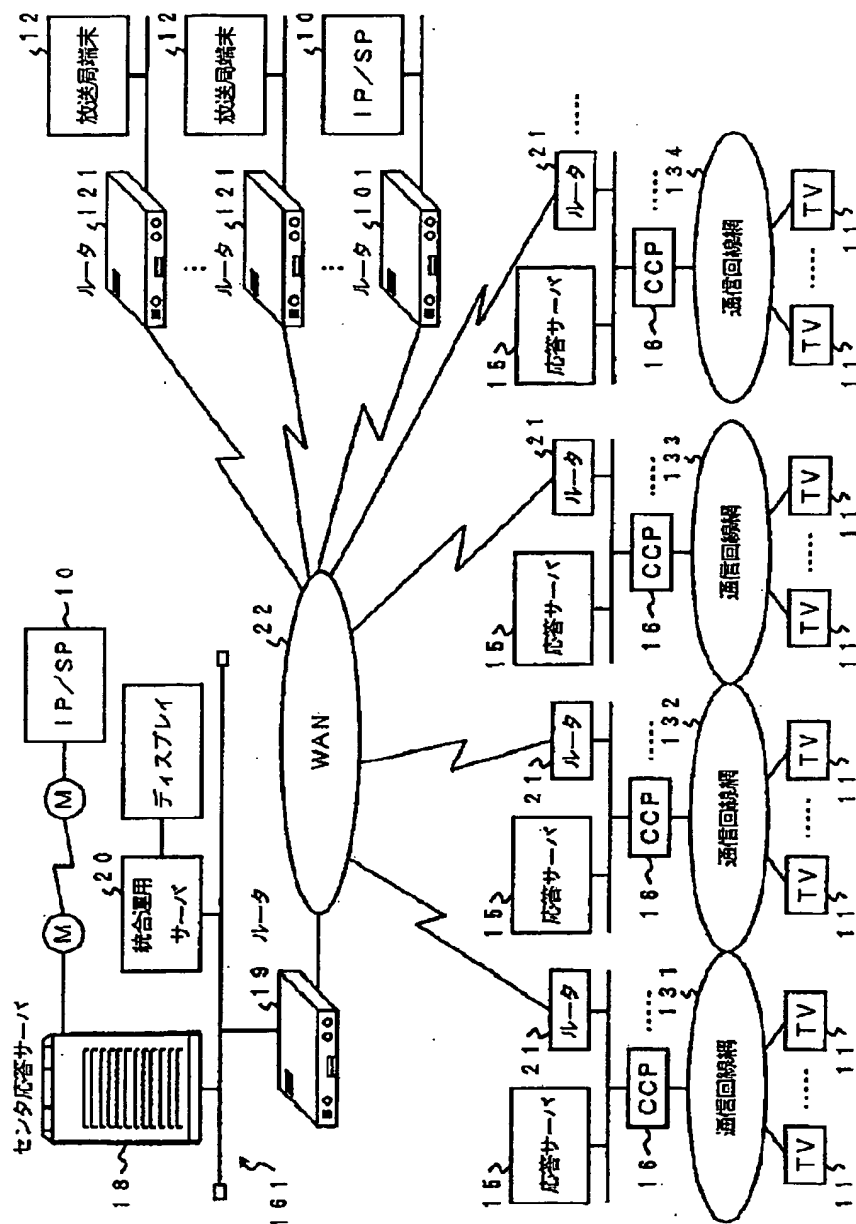 センタ応答サーバ
18
M
M
IP/SP
10
統合運用
サーバ
20
ディスプレイ
161
ルータ
19
WAN
22
ルータ
121
放送局端末
12
ルータ
121
放送局端末
12
ルータ
101
IP/SP
10
応答サーバ
15
ルータ
21
CCP
16
131
通信回線網
TV
11
TV
11
応答サーバ
15
ルータ
21
CCP
16
132
通信回線網
TV
11
TV
11
応答サーバ
15
ルータ
21
CCP
16
133
通信回線網
TV
11
TV
11
応答サーバ
15
ルータ
21
CCP
16
134
通信回線網
TV
11
TV
11